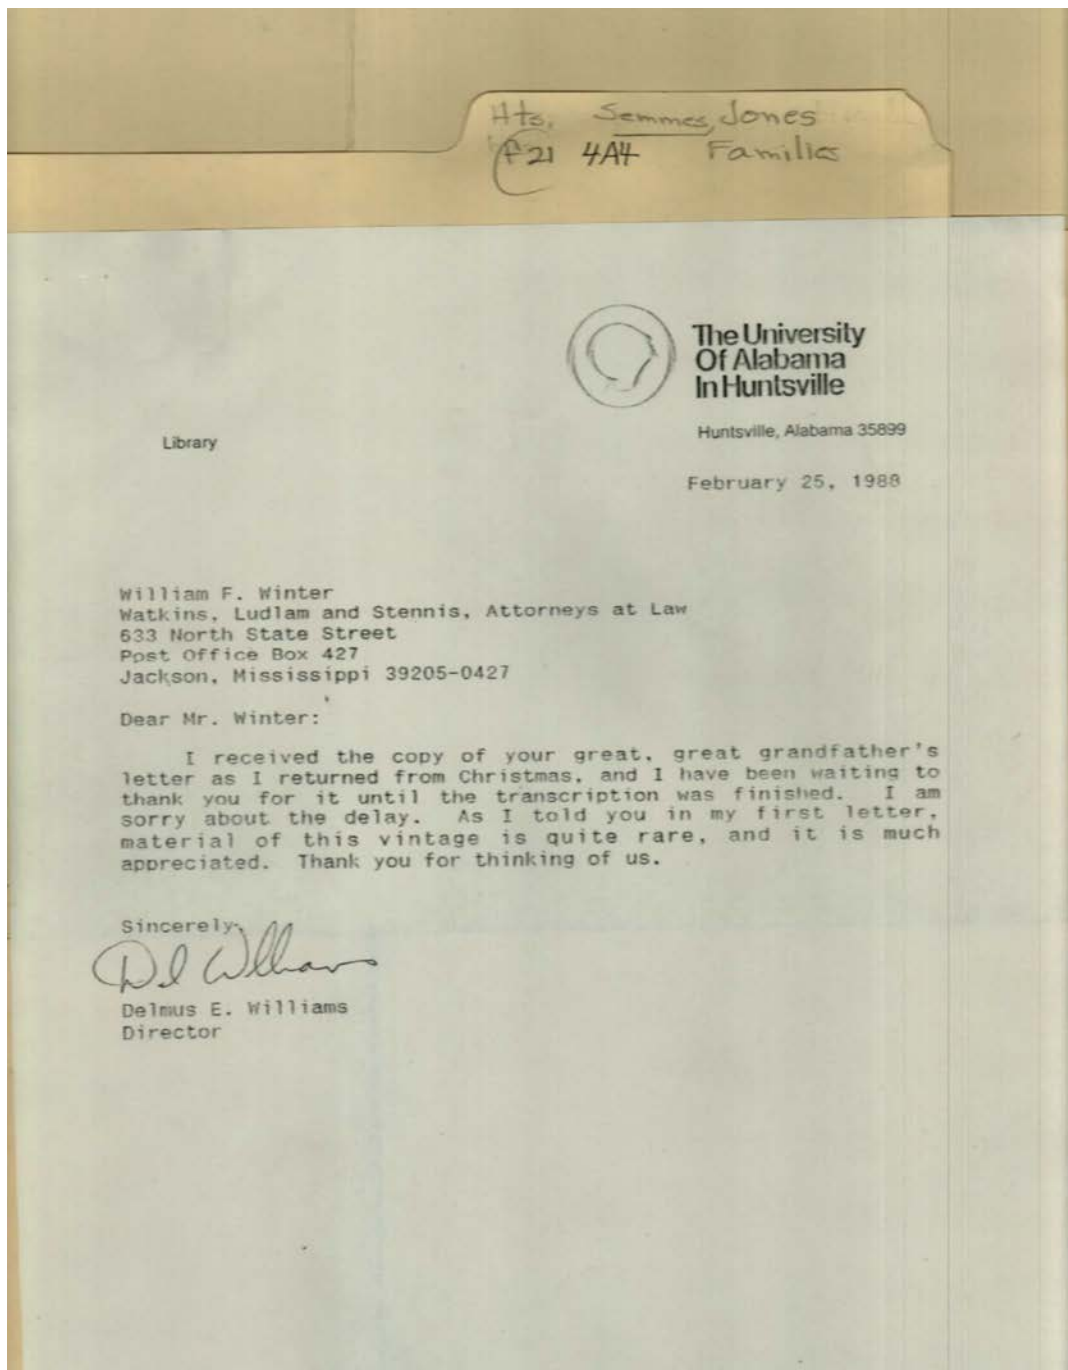 Hts. Semmes, Jones
F21 4A4 Families
The University
Of Alabama
In Huntsville
Huntsville, Alabama 35899
Library
February 25, 1988
William F. Winter
Watkins, Ludlam and Stennis, Attorneys at Law
633 North State Street
Post Office Box 427
Jackson, Mississippi 39205-0427
Dear Mr. Winter:
I received the copy of your great, great grandfather's
letter as I returned from Christmas, and I have been waiting to
thank you for it until the transcription was finished. I am
sorry about the delay. As I told you in my first letter,
material of this vintage is quite rare, and it is much
appreciated. Thank you for thinking of us.
Sincerely,
Del Williams
Delmus E. Williams
Director